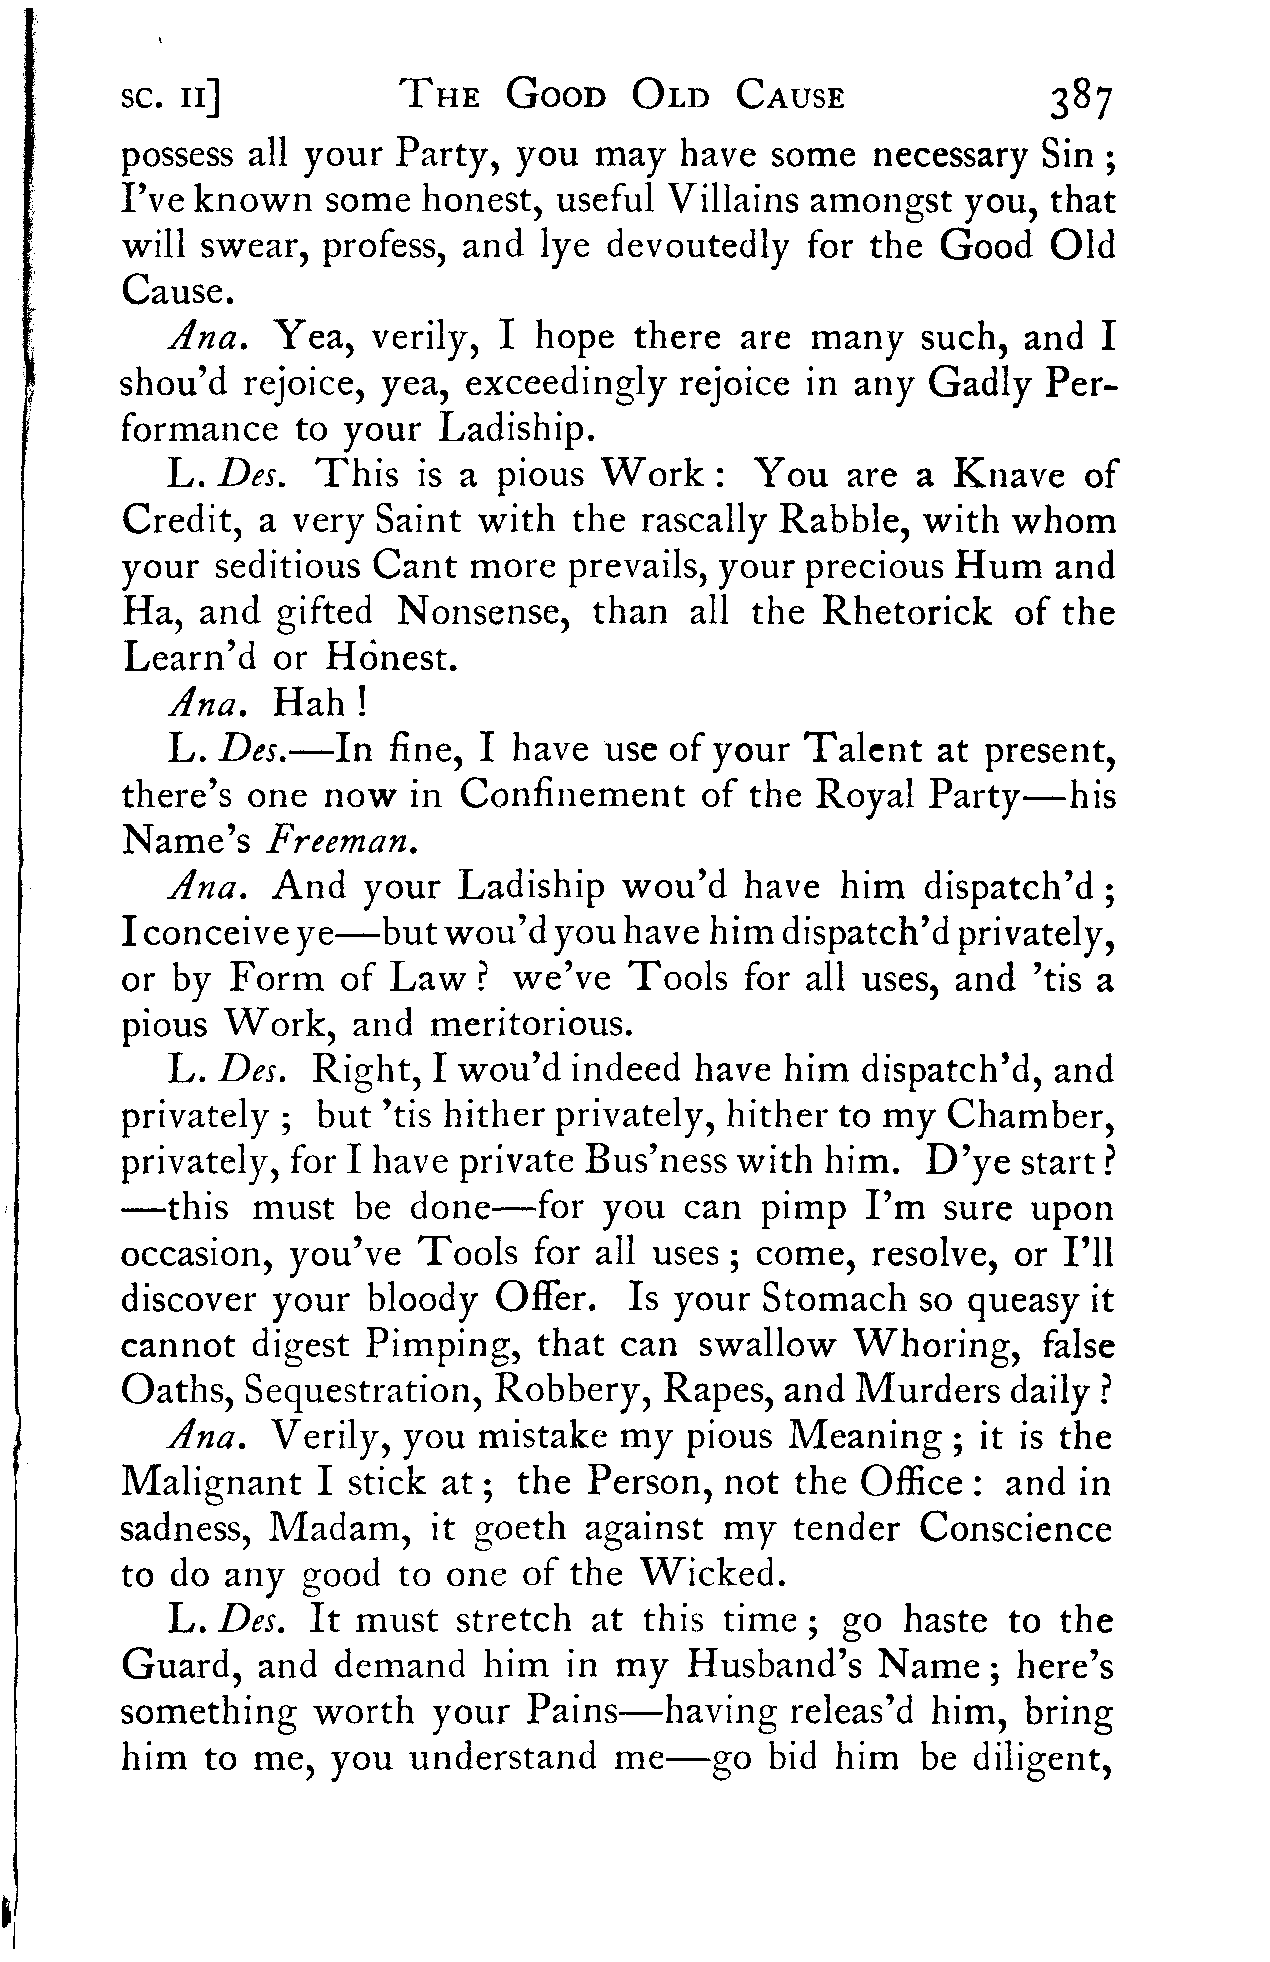 SC. II] THE GOOD OLD CAUSE 387
possess all your Party, you may have some necessary Sin ;
I've known some honest, useful Villains amongst you, that
will swear, profess, and lye devoutedly for the Good Old
Cause.
Ana. Yea, verily, I hope there are many such, and I
shou'd rejoice, yea, exceedingly rejoice in any Gadly Per-
formance to your Ladiship.
L. Des. This is a pious Work : You are a Knave of
Credit, a very Saint with the rascally Rabble, with whom
your seditious Cant more prevails, your precious Hum and
Ha, and gifted Nonsense, than all the Rhetorick of the
Learn'd or Honest.
Ana. Hah !
L. Des.—In fine, I have use of your Talent at present,
there's one now in Confinement of the Royal Party—his
Name's Freeman.
Ana. And your Ladiship wou'd have him dispatch'd ;
I conceive ye—but wou'd you have him dispatch'd privately,
or by Form of Law ? we've Tools for all uses, and 'tis a
pious Work, and meritorious.
L. Des. Right, I wou'd indeed have him dispatch'd, and
privately ; but 'tis hither privately, hither to my Chamber,
privately, for I have private Bus'ness with him. D'ye start ?
—this must be done—for you can pimp I'm sure upon
occasion, you've Tools for all uses ; come, resolve, or I'll
discover your bloody Offer. Is your Stomach so queasy it
cannot digest Pimping, that can swallow Whoring, false
Oaths, Sequestration, Robbery, Rapes, and Murders daily ?
Ana. Verily, you mistake my pious Meaning ; it is the
Malignant I stick at ; the Person, not the Office : and in
sadness, Madam, it goeth against my tender Conscience
to do any good to one of the Wicked.
L. Des. It must stretch at this time ; go haste to the
Guard, and demand him in my Husband's Name ; here's
something worth your Pains—having releas'd him, bring
him to me, you understand me—go bid him be diligent,